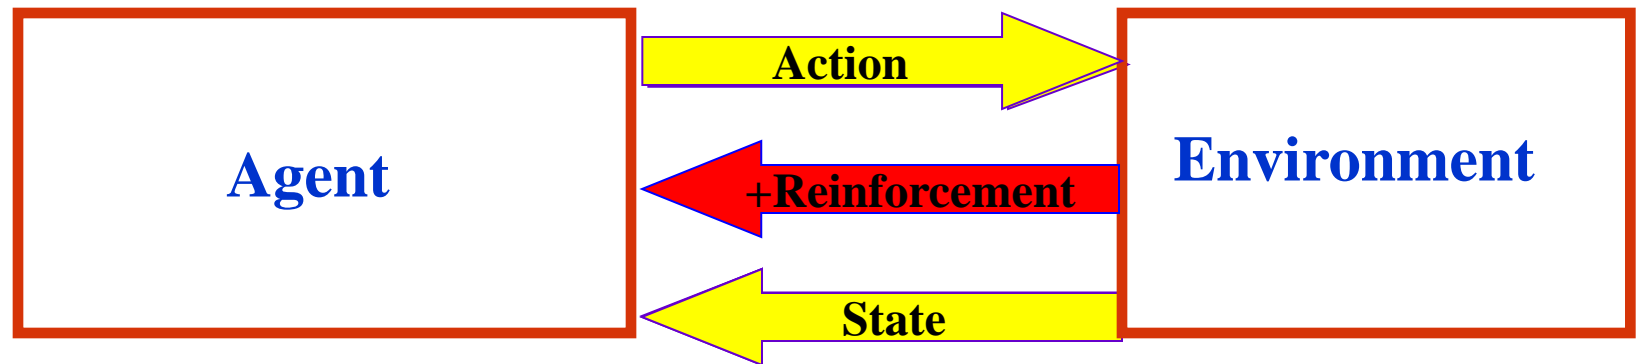 Action
Agent
Environment
+Reinforcement
State